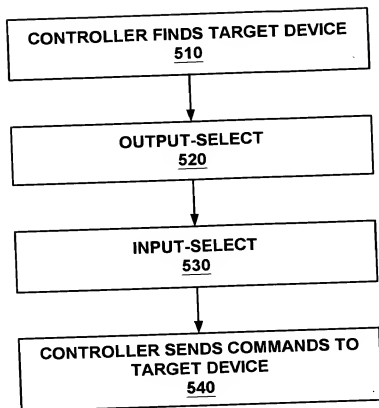 CONTROLLER FINDS TARGET DEVICE
510
OUTPUT-SELECT
520
INPUT-SELECT
530
CONTROLLER SENDS COMMANDS TO
TARGET DEVICE
540